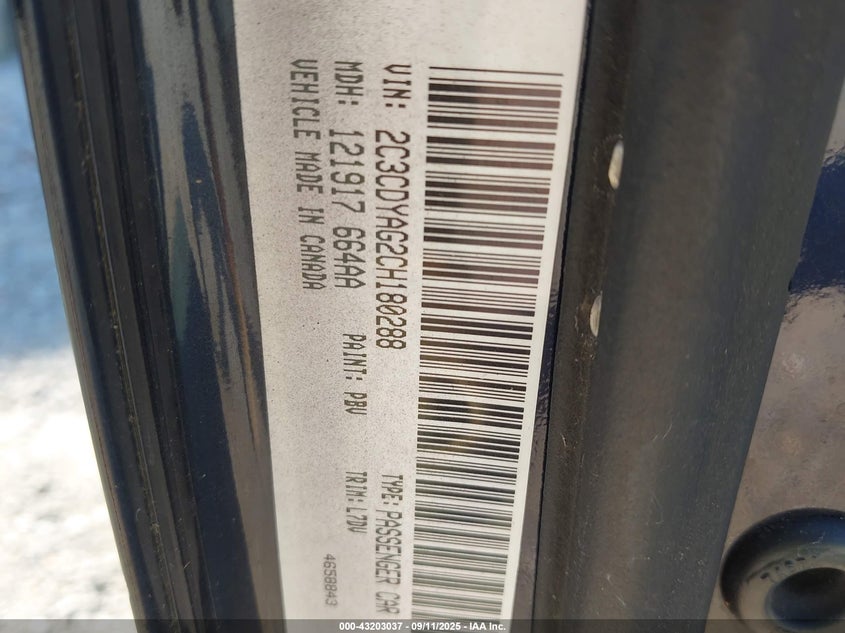 VIN: 2C3CDYAG2CH180288 TYPE: PASSENGER CAR
MDH: 121917 664AA PAINT: PBV TRIM: L7DV
VEHICLE MADE IN CANADA 4658843
000-43203037 - 09/11/2025 - IAA Inc.